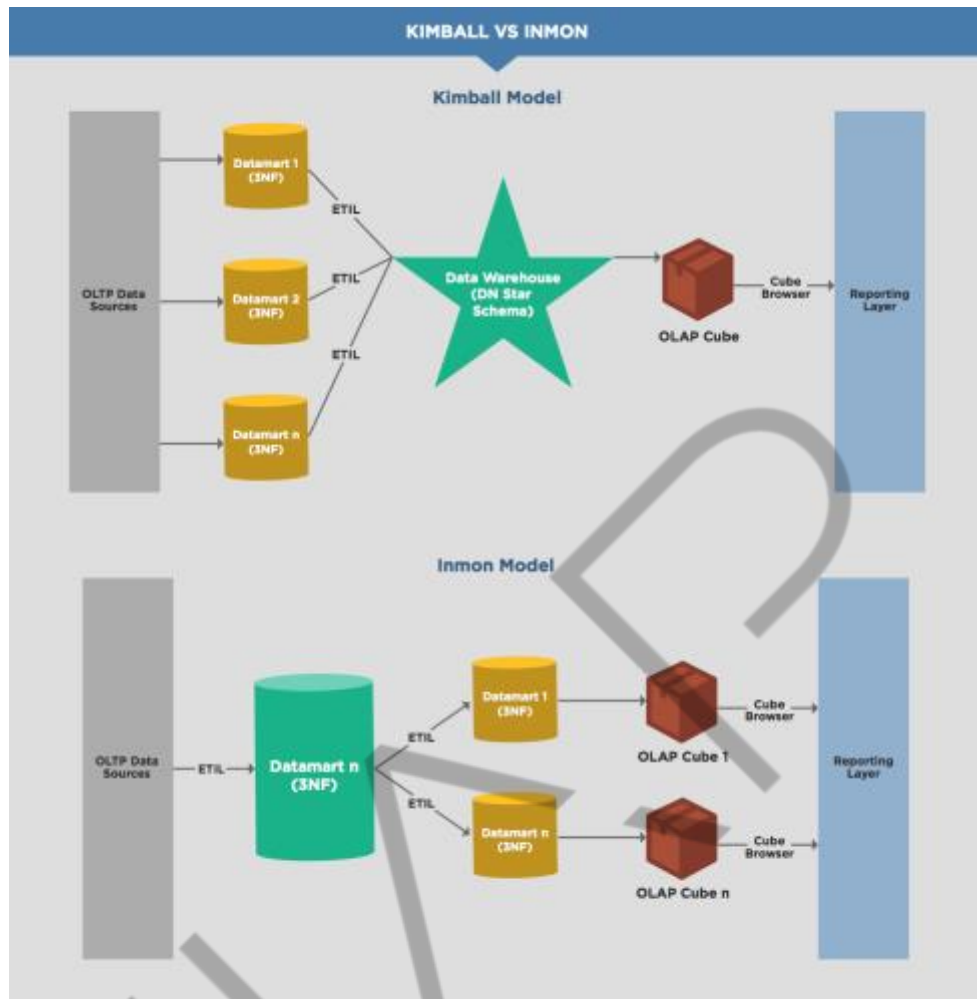 KIMBALL VS INMON
Kimball Model
OLTP Data
Sources
Datamart 1
(3NF)
ETIL
Datamart 2
(3NF)
ETIL
Datamart n
(3NF)
ETIL
Data Warehouse
(DN Star
Schema)
OLAP Cube
Cube
Browser
Reporting
Layer
Inmon Model
OLTP Data
Sources
ETIL
Datamart n
(3NF)
ETIL
ETIL
Datamart 1
(3NF)
Datamart n
(3NF)
OLAP Cube 1
OLAP Cube n
Cube
Browser
Cube
Browser
Reporting
Layer